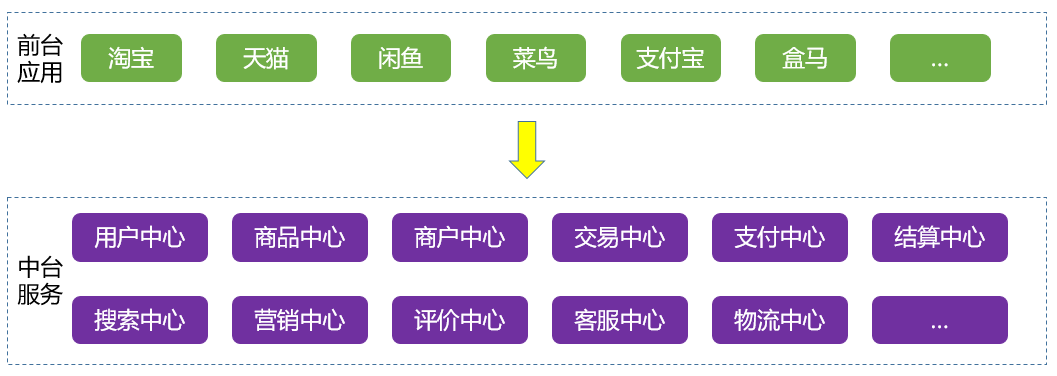 前台
应用
淘宝
天猫
闲鱼
菜鸟
支付宝
盒马
...
中台
服务
用户中心
商品中心
商户中心
交易中心
支付中心
结算中心
搜索中心
营销中心
评价中心
客服中心
物流中心
...